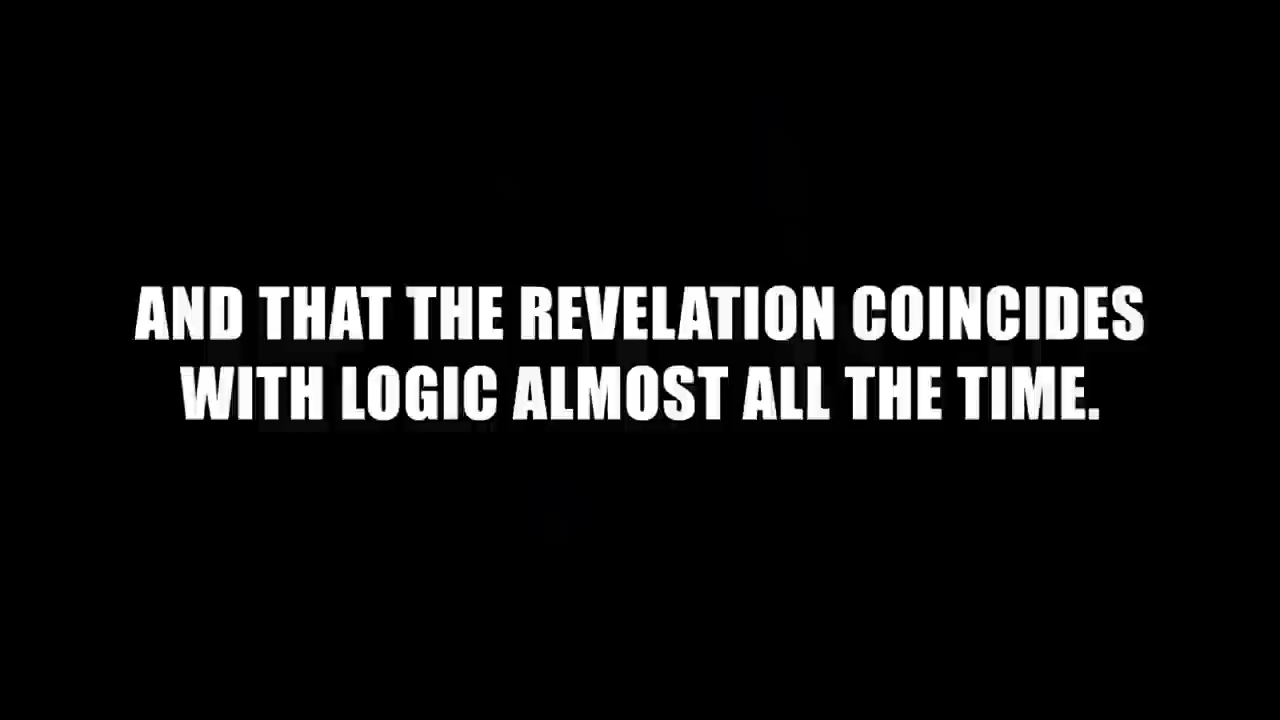 AND THAT THE REVELATION COINCIDES
WITH LOGIC ALMOST ALL THE TIME.